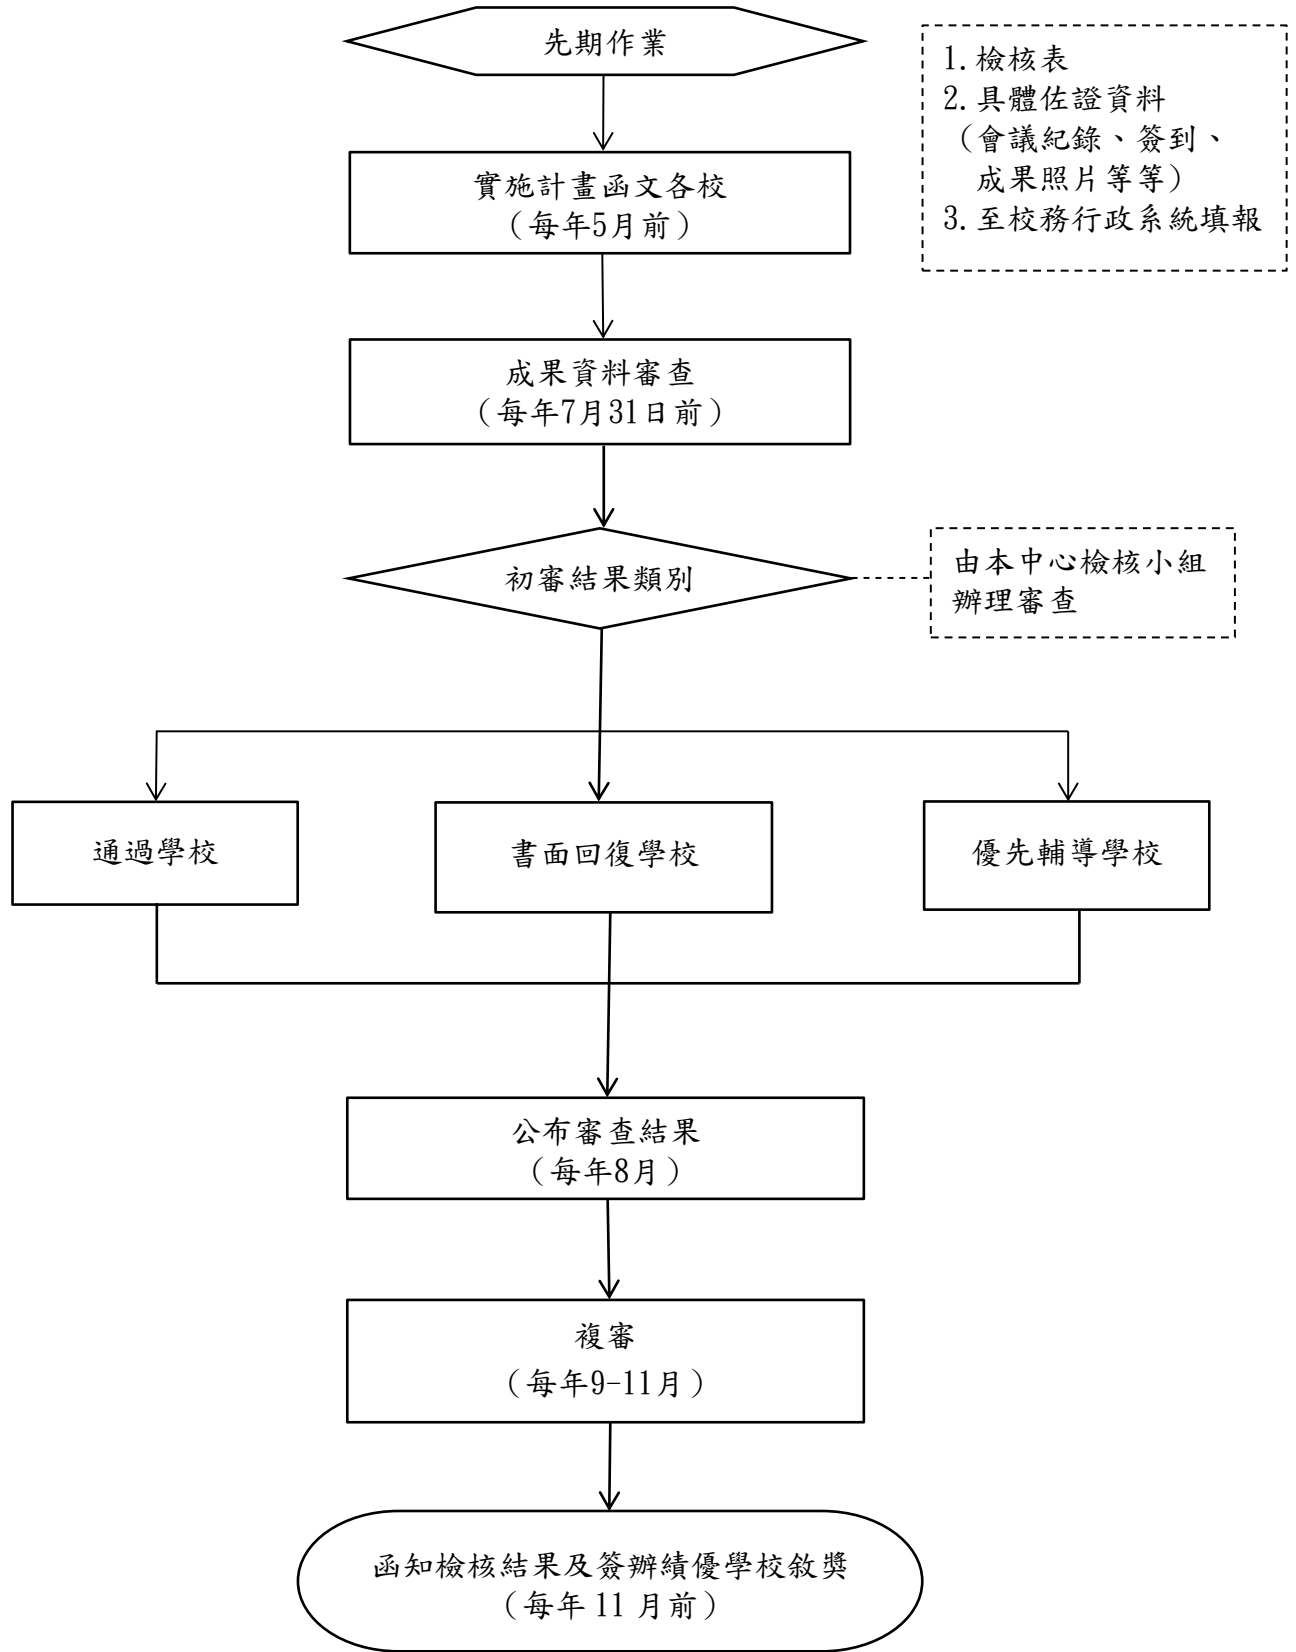 先期作業
1.檢核表
2.具體佐證資料
（會議紀錄、簽到、
成果照片等等）
3.至校務行政系統填報
實施計畫函文各校
（每年5月前）
成果資料審查
（每年7月31日前）
初審結果類別
由本中心檢核小組
辦理審查
通過學校
書面回復學校
優先輔導學校
公布審查結果
（每年8月）
複審
（每年9-11月）
函知檢核結果及簽辦績優學校敘獎
（每年 11 月前）